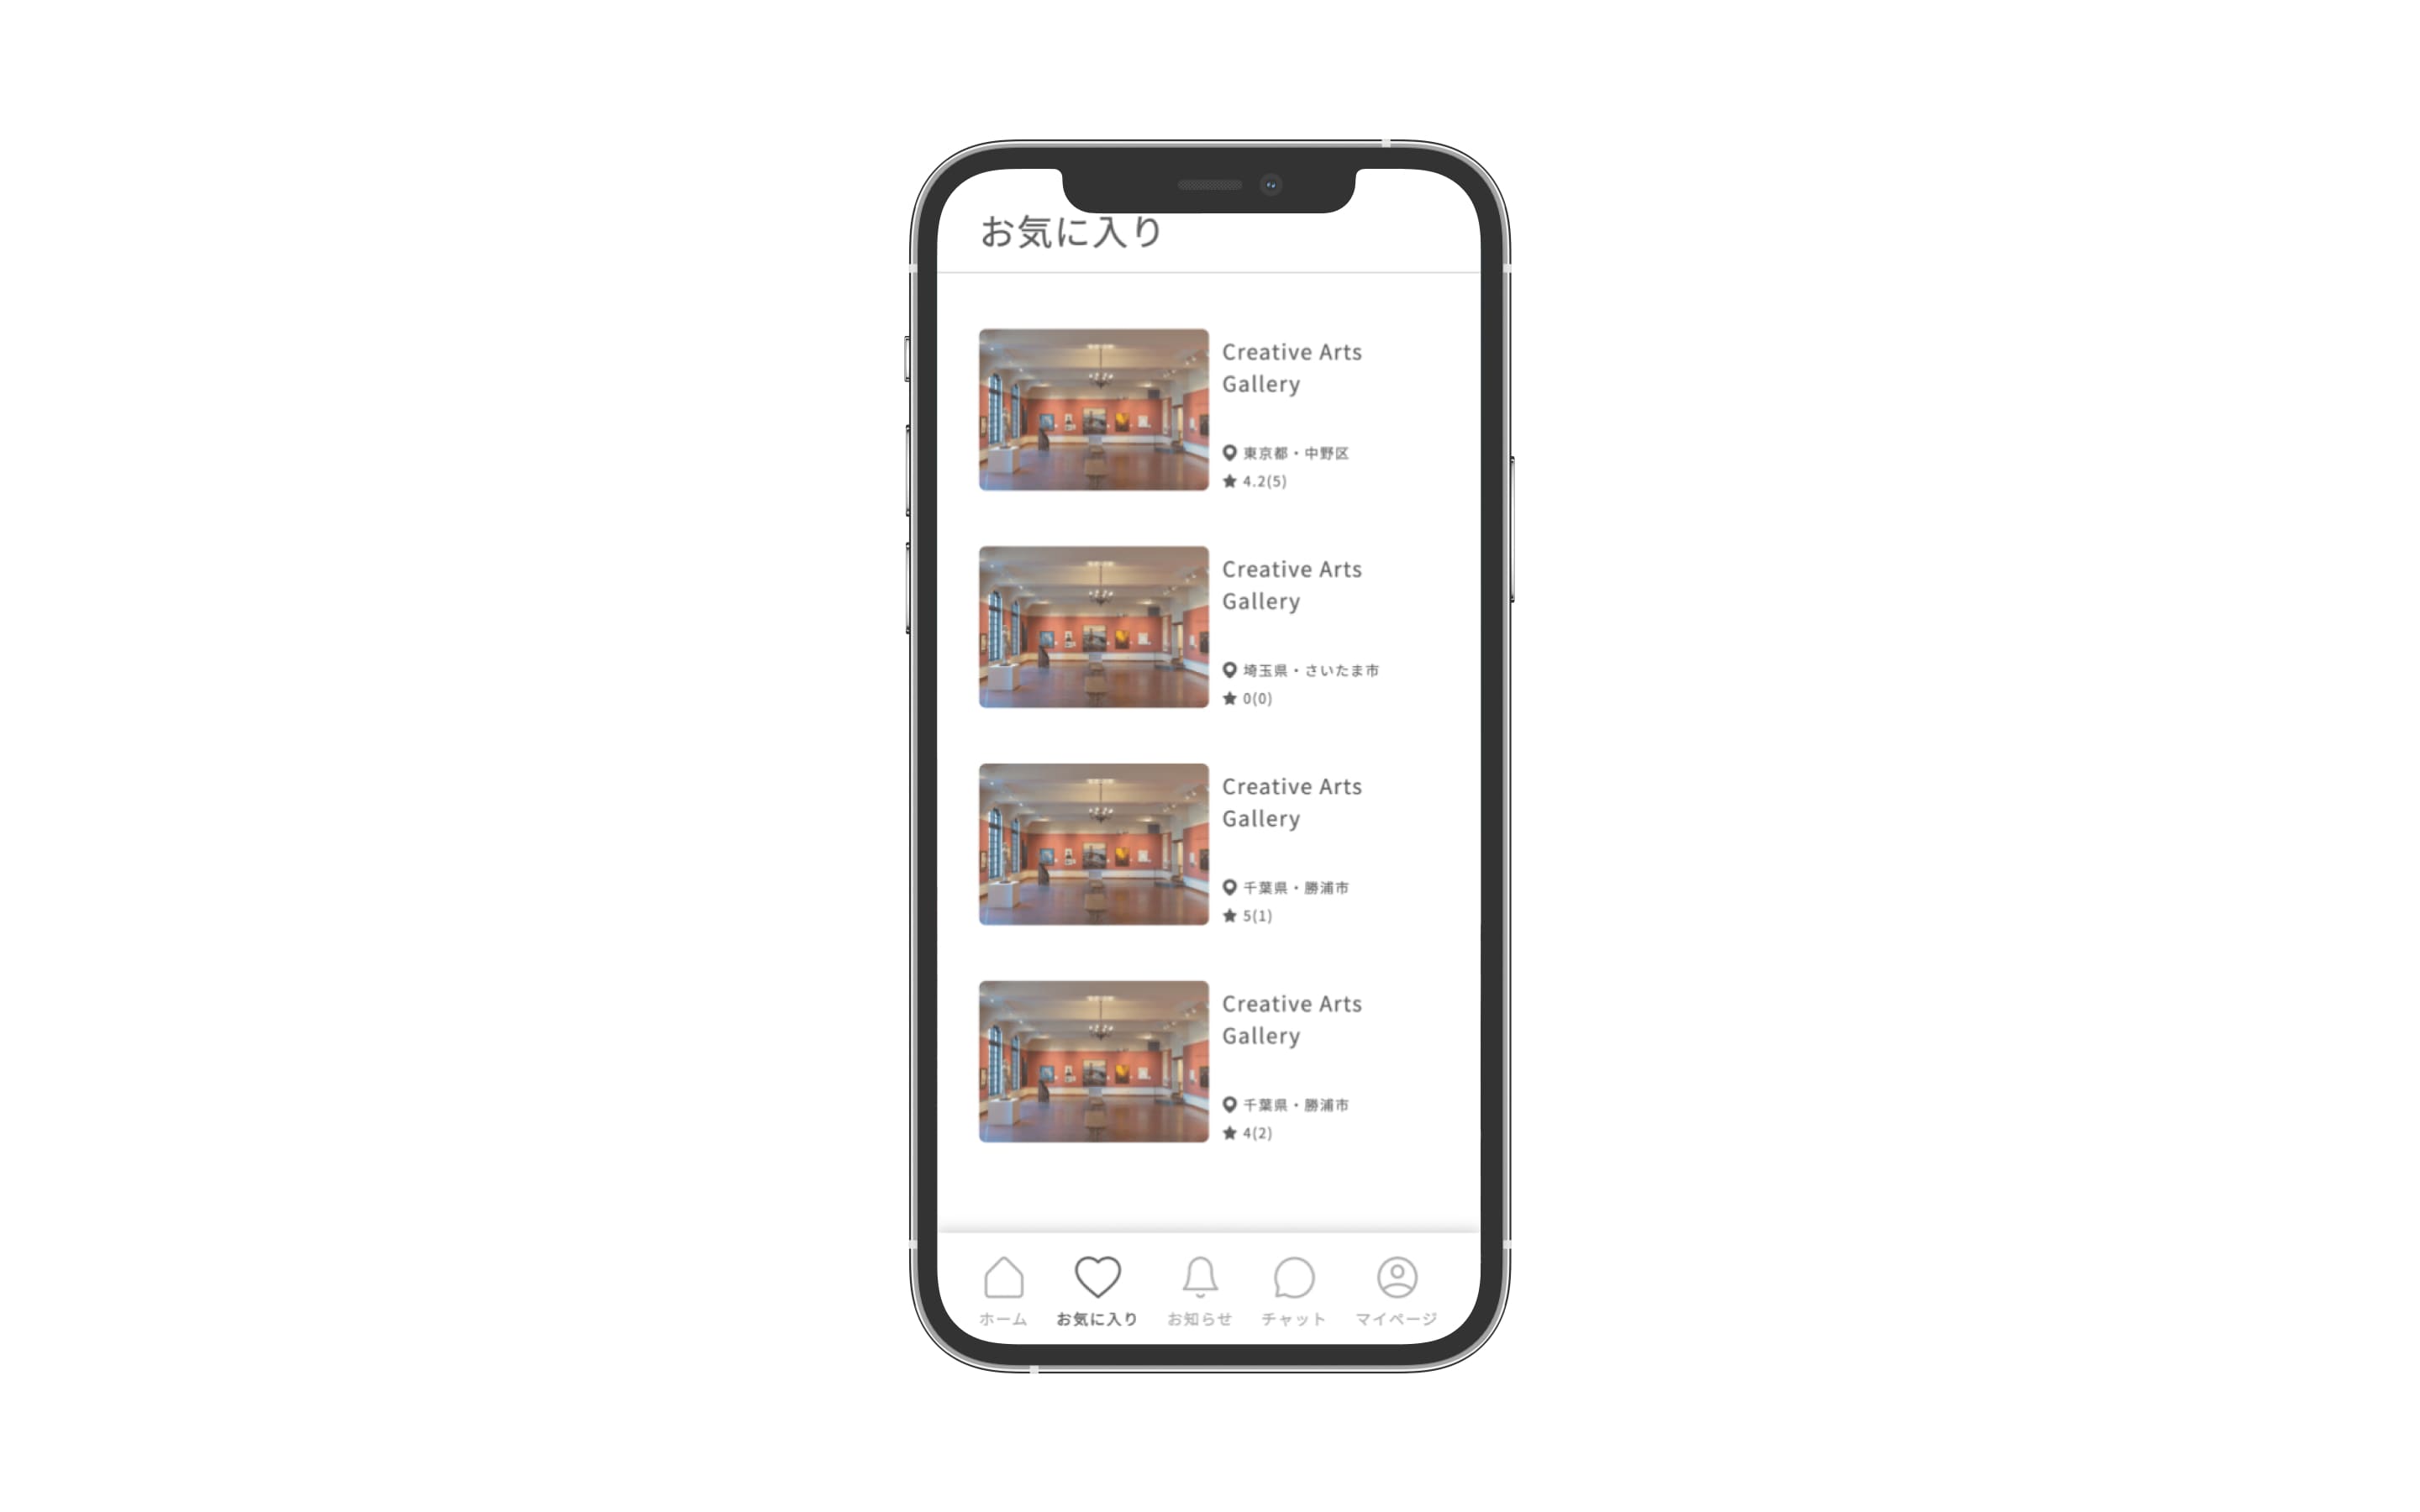 お気に入り
Creative Arts
Gallery
東京都・中野区
4.2(5)
Creative Arts
Gallery
埼玉県・さいたま市
0(0)
Creative Arts
Gallery
千葉県・勝浦市
5(1)
Creative Arts
Gallery
千葉県・勝浦市
4(2)
ホーム
お気に入り
お知らせ
チャット
マイページ